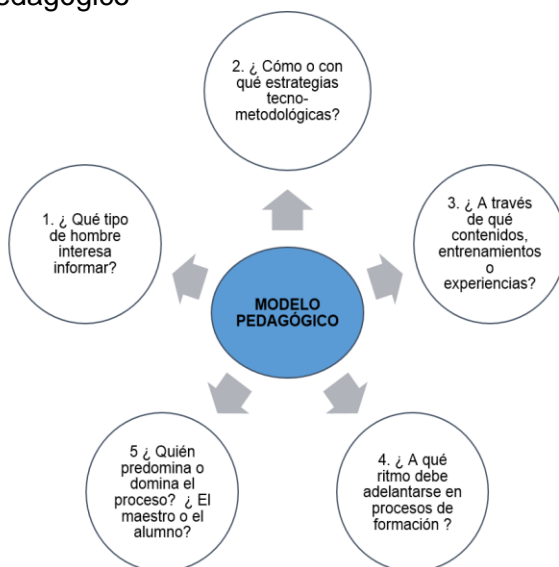 edagógico
2. ¿ Cómo o con
qué estrategias
tecno-
metodológicas?
1. ¿ Qué tipo
de hombre
interesa
informar?
3. ¿ A través
de qué
contenidos,
entrenamientos
o
experiencias?
MODELO
PEDAGÓGICO
5 ¿ Quién
predomina o
domina el
proceso? ¿ El
maestro o el
alumno?
4. ¿ A qué
ritmo debe
adelantarse en
procesos de
formación ?